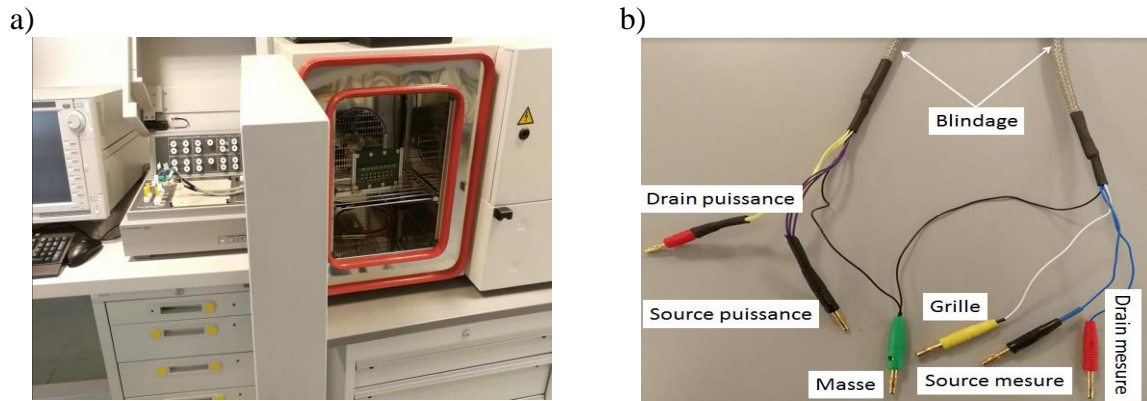 a)
b)
Blindage
Drain puissance
Source puissance
Grille
Masse
Source mesure
Drain mesure